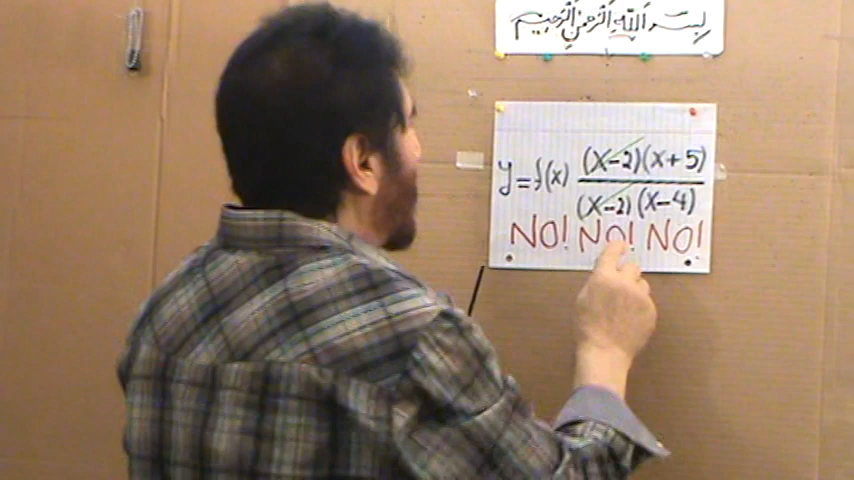 بسم الله الرحمن الرحيم
y=f(x) (x-2)(x+5)
(x-2)(x-4)
NO! NO! NO!